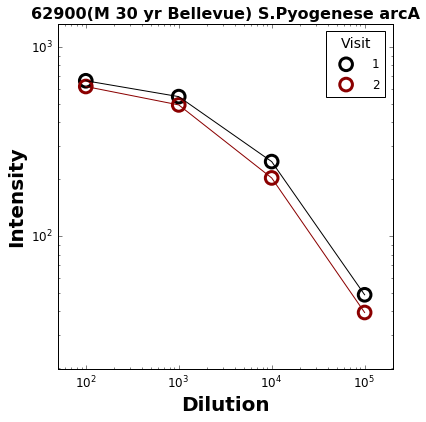 62900(M 30 yr Bellevue) S.Pyogenese arcA
Visit
1
2
10³
10²
Intensity
10² 10³ 10⁴ 10⁵
Dilution